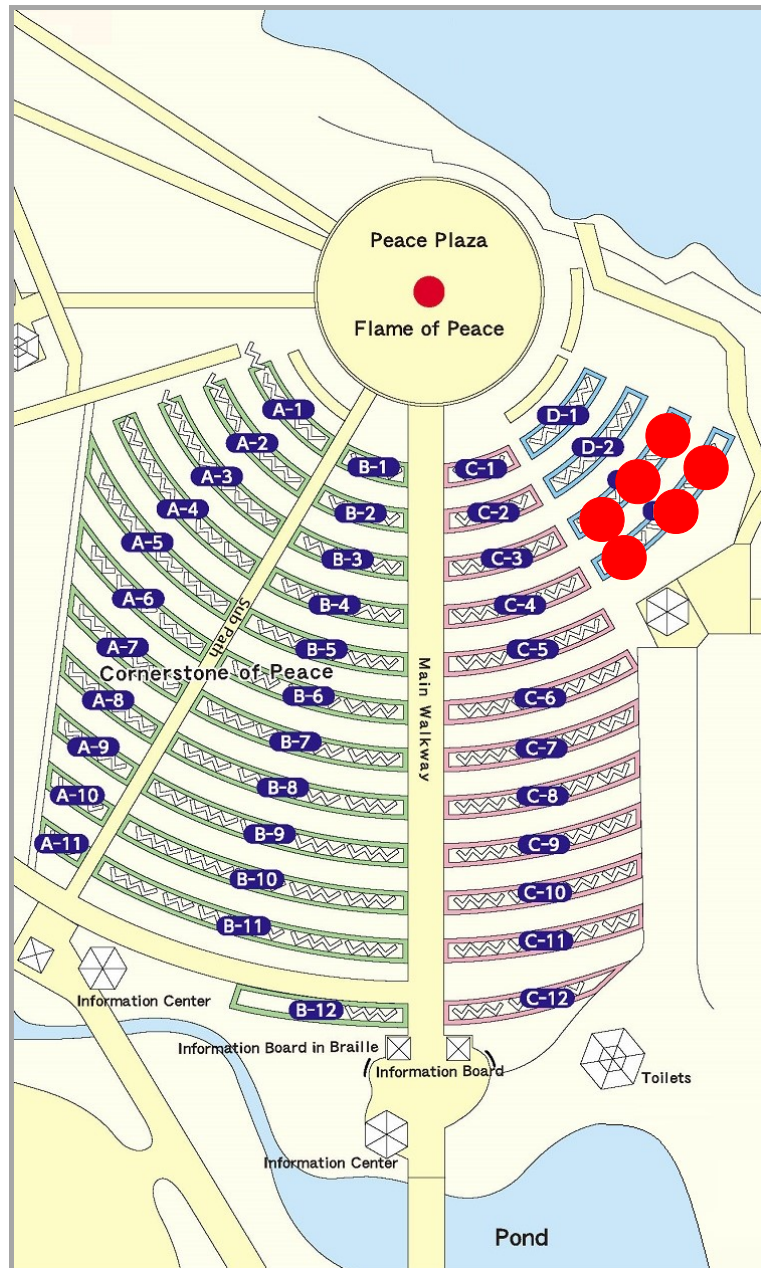 Peace Plaza
Flame of Peace
A-1
A-2
A-3
A-4
A-5
A-6
A-7
A-8
A-9
A-10
A-11
B-1
B-2
B-3
B-4
B-5
B-6
B-7
B-8
B-9
B-10
B-11
B-12
C-1
C-2
C-3
C-4
C-5
C-6
C-7
C-8
C-9
C-10
C-11
C-12
D-1
D-2
Sub Path
Cornerstone of Peace
Main Walkway
Information Center
Information Board in Braille
Information Board
Toilets
Information Center
Pond